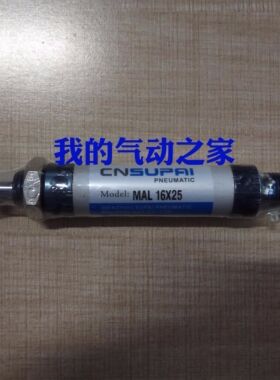 我的气动之家
CNSUPAI
PNEUMATIC
Model: MAL 16X25